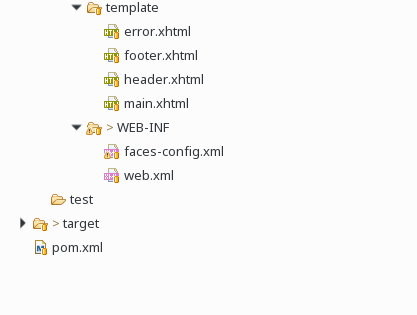 template
error.xhtml
footer.xhtml
header.xhtml
main.xhtml
> WEB-INF
faces-config.xml
web.xml
test
> target
pom.xml